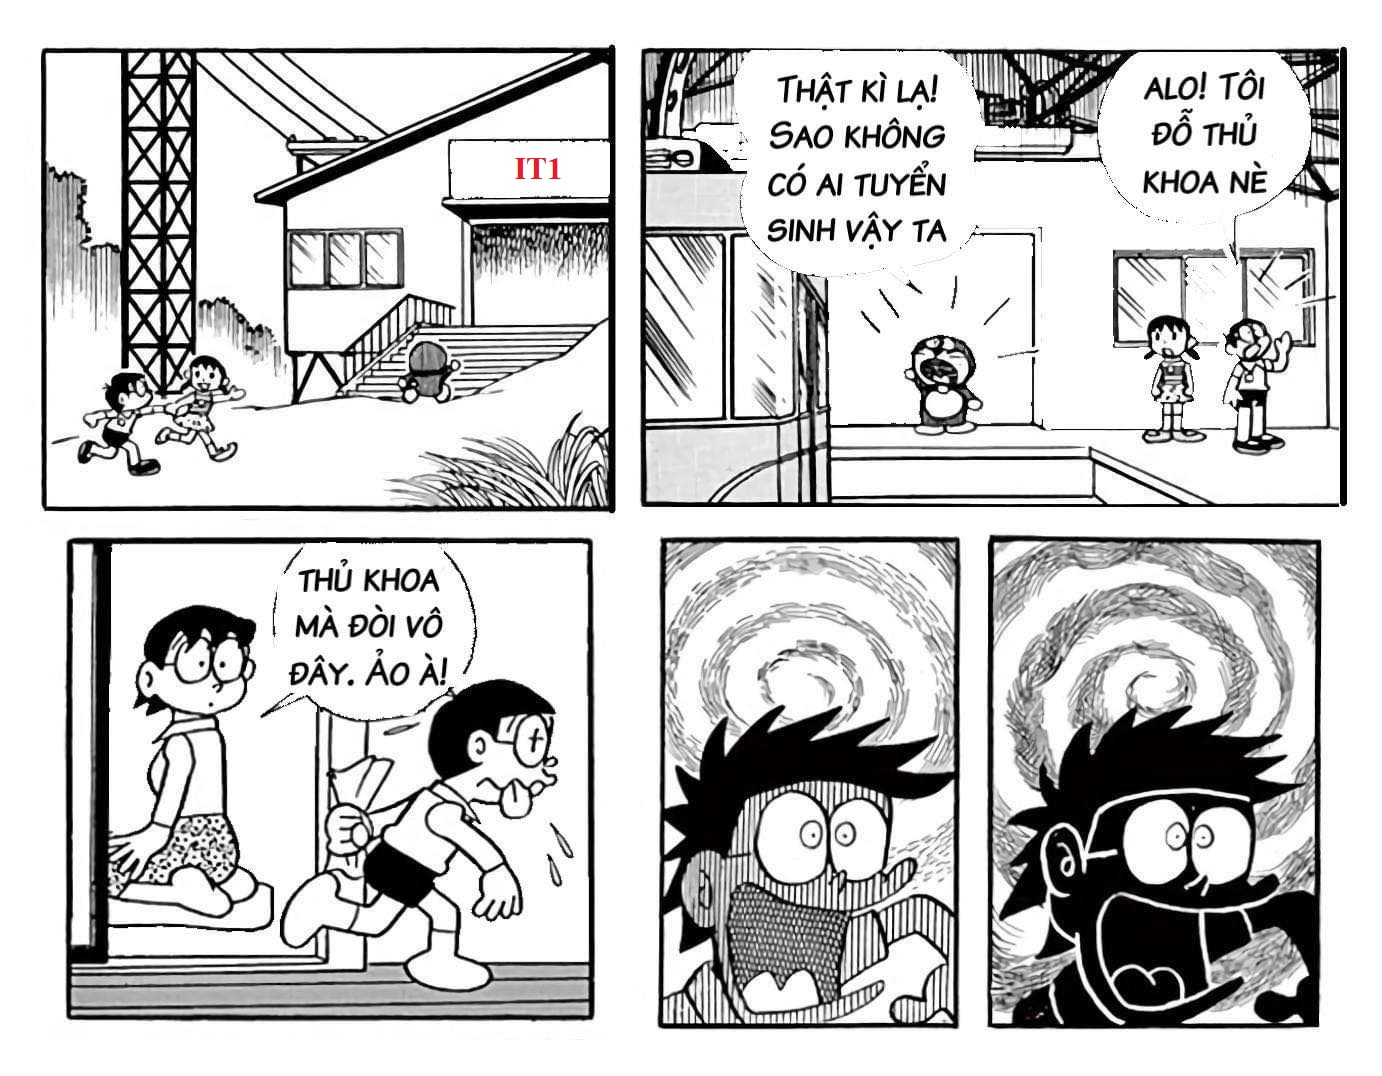 IT1
THẬT KÌ LẠ!
SAO KHÔNG
CÓ AI TUYỂN
SINH VẬY TA
ALO! TÔI
ĐỖ THỦ
KHOA NÈ
THỦ KHOA
MÀ ĐÒI VÔ
ĐÂY. ẢO À!